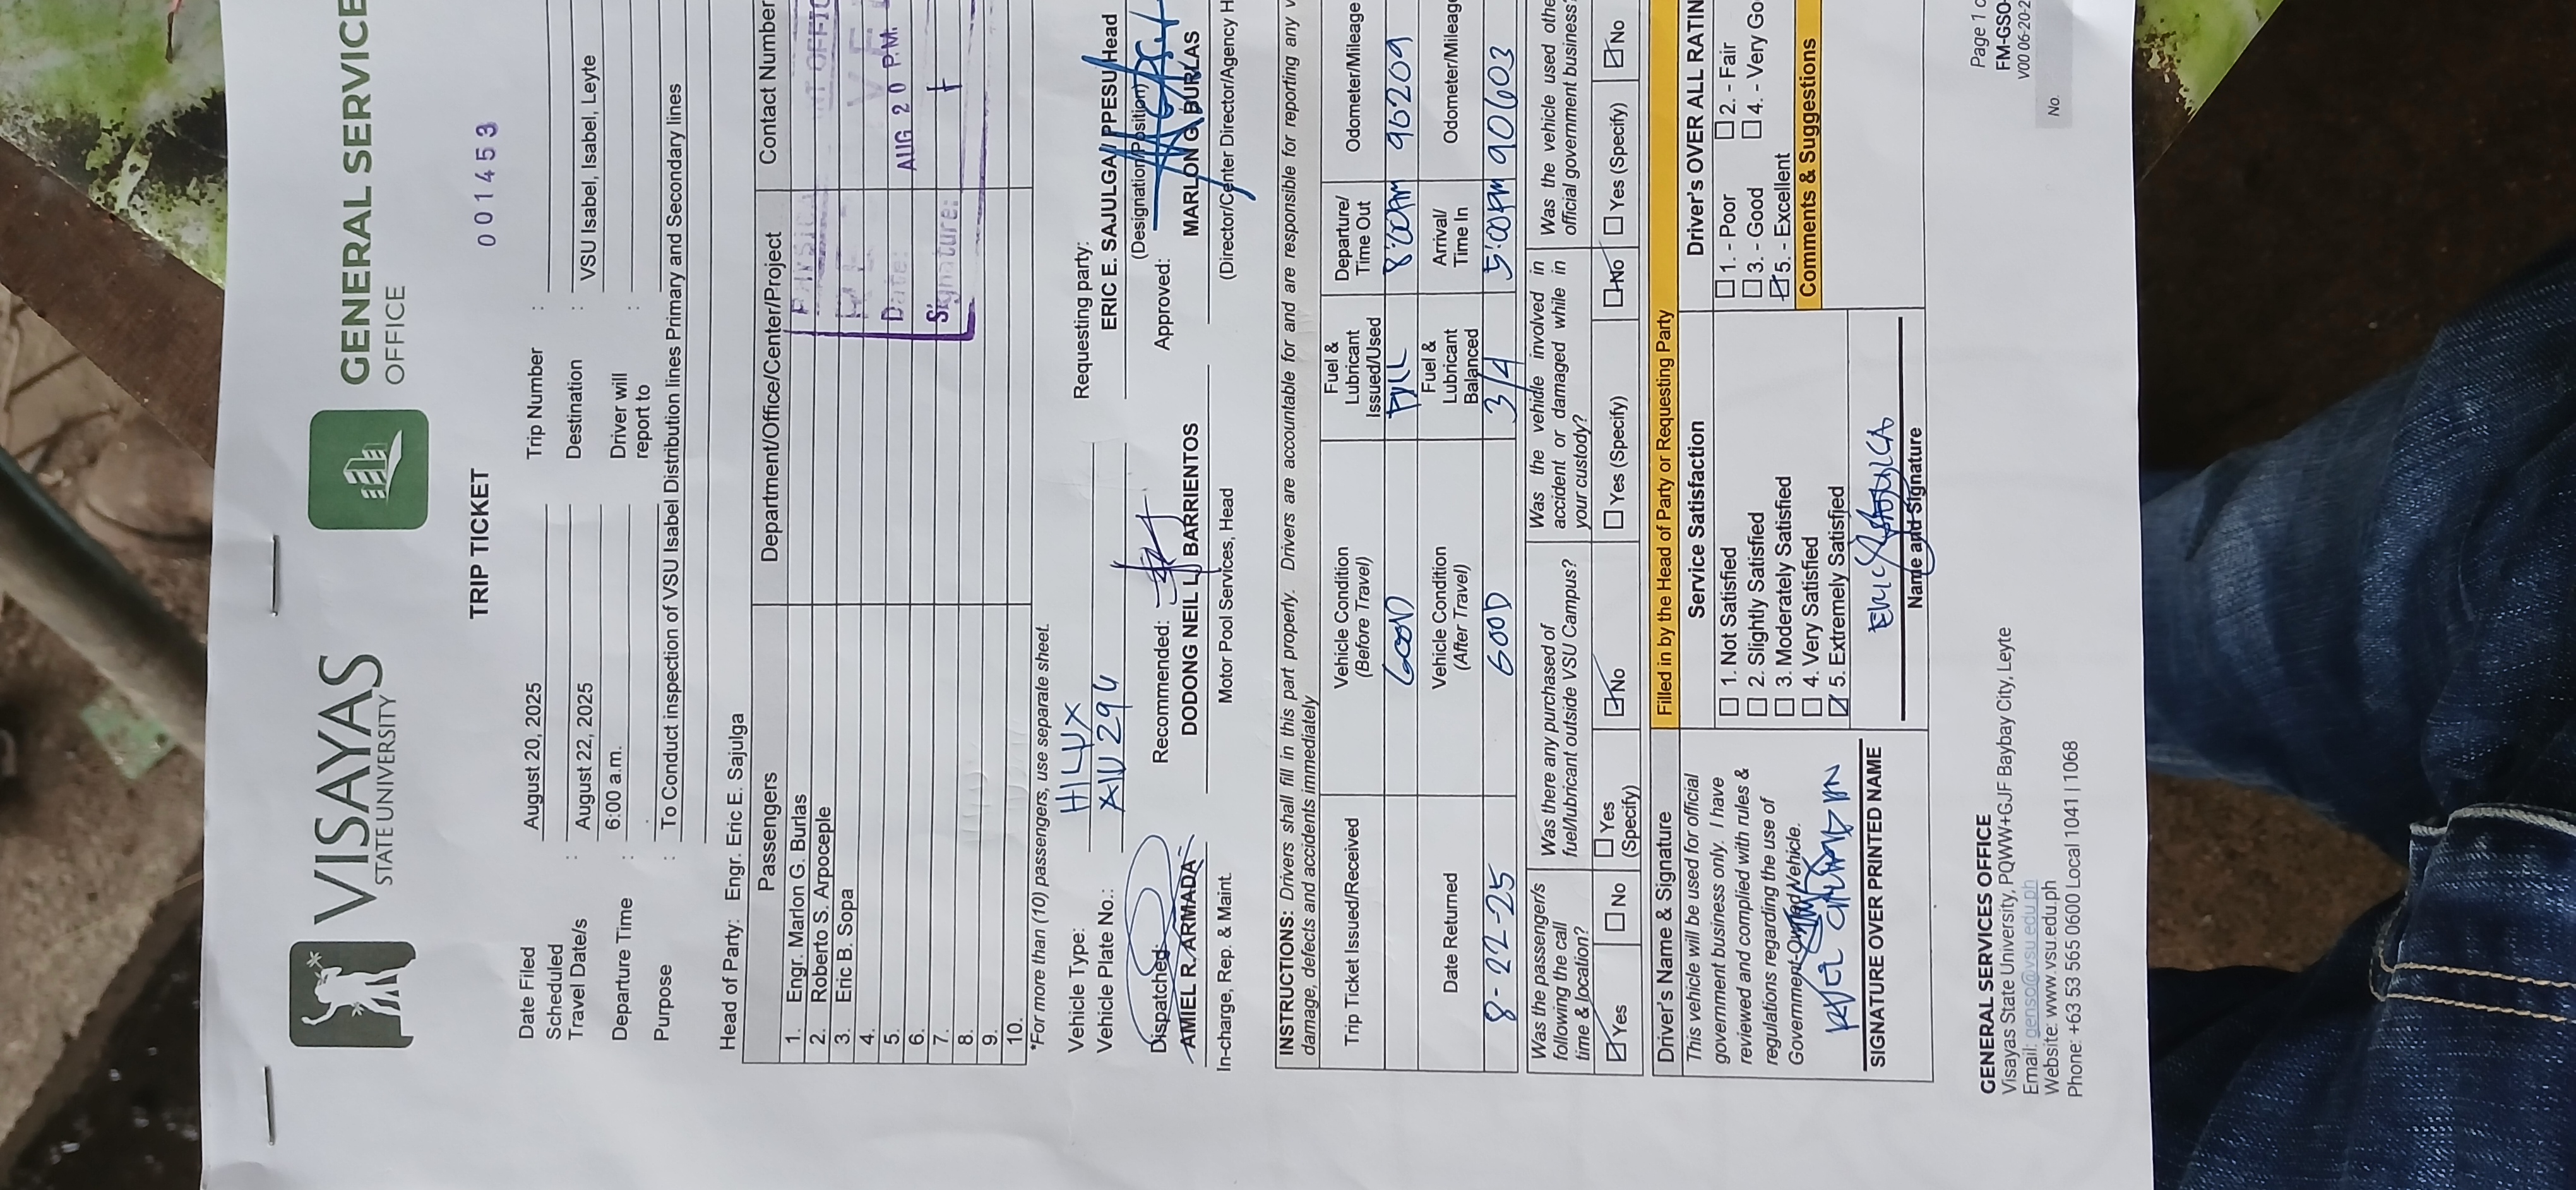 VISAYAS
STATE UNIVERSITY
GENERAL SERVICE
OFFICE
TRIP TICKET
001453
Date Filed August 20, 2025 Trip Number :
Scheduled Travel Date/s : August 22, 2025 Destination : VSU Isabel, Isabel, Leyte
Departure Time : 6:00 a.m. Driver will report to :
Purpose : To Conduct inspection of VSU Isabel Distribution lines Primary and Secondary lines
Head of Party: Engr. Eric E. Sajulga
Passengers Department/Office/Center/Project Contact Number
1. Engr. Marlon G. Burlas
2. Roberto S. Arpoceple
3. Eric B. Sopa
4.
5.
6.
7.
8.
9.
10.
Date: AUG 20 P.M.
Signature:
*For more than (10) passengers, use separate sheet.
Vehicle Type: HILUX
Vehicle Plate No.:
Requesting party:
ERIC E. SAJULGA/ PPESU Head
(Designation/Position)
Dispatched:
AMIEL R. ARMADA
In-charge, Rep. & Maint.
Recommended:
DODONG NEIL L. BARRIENTOS
Motor Pool Services, Head
Approved:
MARLON G. BURLAS
(Director/Center Director/Agency H
INSTRUCTIONS: Drivers shall fill in this part properly. Drivers are accountable for and are responsible for reporting any
damage, defects and accidents immediately
Trip Ticket Issued/Received Vehicle Condition (Before Travel) Fuel & Lubricant Issued/Used Departure/ Time Out Odometer/Mileage
GOOD FULL 8:00AM 90209
Date Returned Vehicle Condition (After Travel) Fuel & Lubricant Balanced Arrival/ Time In Odometer/Mileage
8-22-25 GOOD 3/4 5:00PM 90603
Was the passenger/s following the call time & location?
Yes No
Was there any purchased of fuel/lubricant outside VSU Campus?
Yes (Specify) No
Was the vehicle involved in accident or damaged while in your custody?
Yes (Specify) No
Was the vehicle used othe
official government business?
Yes (Specify) No
Driver's Name & Signature
This vehicle will be used for official
government business only. I have
reviewed and complied with rules &
regulations regarding the use of
Government-Owned Vehicle.
SIGNATURE OVER PRINTED NAME
Filled in by the Head of Party or Requesting Party
Service Satisfaction
1. Not Satisfied
2. Slightly Satisfied
3. Moderately Satisfied
4. Very Satisfied
5. Extremely Satisfied
ERIC SAJULGA
Name and Signature
Driver's OVER ALL RATIN
1. - Poor 2. - Fair
3. - Good 4. - Very Go
5. - Excellent
Comments & Suggestions
GENERAL SERVICES OFFICE
Visayas State University, PQWW+GJF Baybay City, Leyte
Email: genso@vsu.edu.ph
Website: www.vsu.edu.ph
Phone: +63 53 565 0600 Local 1041 | 1068
Page 1 o
FM-GSO-
V00 06-20-2
No.